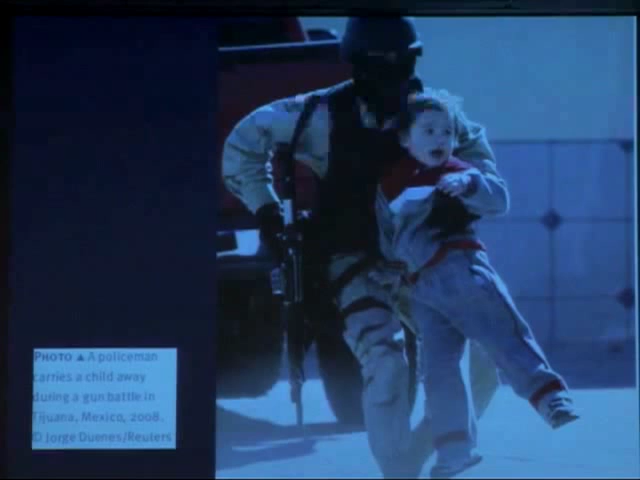 PHOTO ▲ A policeman
carries a child away
during a gun battle in
Tijuana, Mexico, 2008.
© Jorge Duenes/Reuters